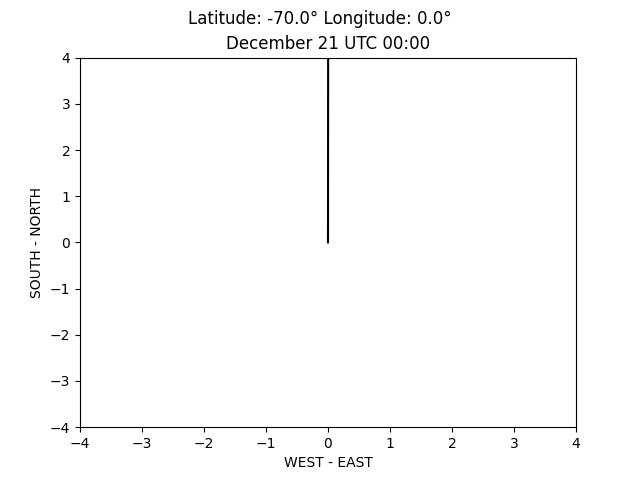 Latitude: -70.0° Longitude: 0.0°
December 21 UTC 00:00
4
3
2
1
0
−1
−2
−3
−4
SOUTH - NORTH
−4 −3 −2 −1 0 1 2 3 4
WEST - EAST